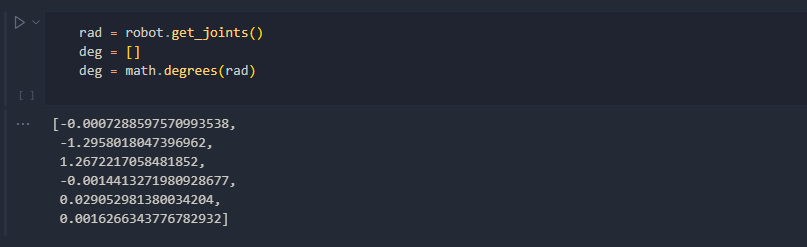 rad = robot.get_joints()
deg = []
deg = math.degrees(rad)
[ ]
... [-0.0007288597570993538,
-1.2958018047396962,
1.2672217058481852,
-0.0014413271980928677,
0.029052981380034204,
0.0016266343776782932]